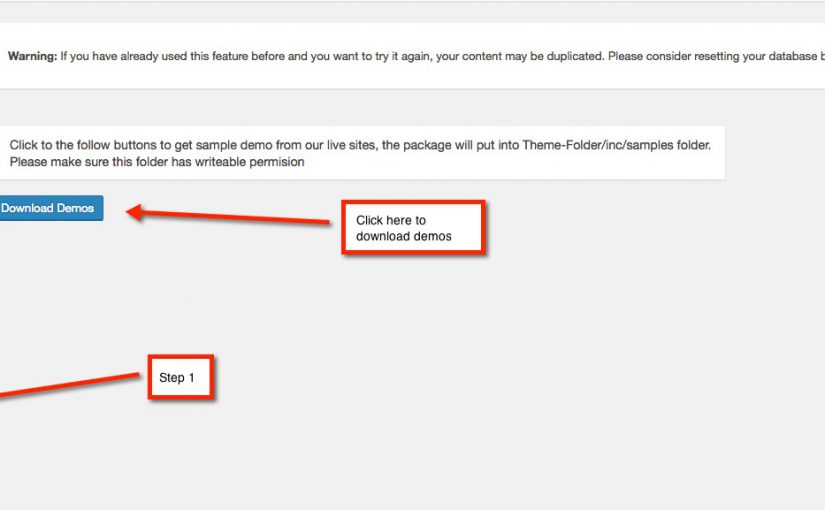 Warning: If you have already used this feature before and you want to try it again, your content may be duplicated. Please consider resetting your database b
Click to the follow buttons to get sample demo from our live sites, the package will put into Theme-Folder/inc/samples folder.
Please make sure this folder has writeable permision
Download Demos
Click here to
download demos
Step 1